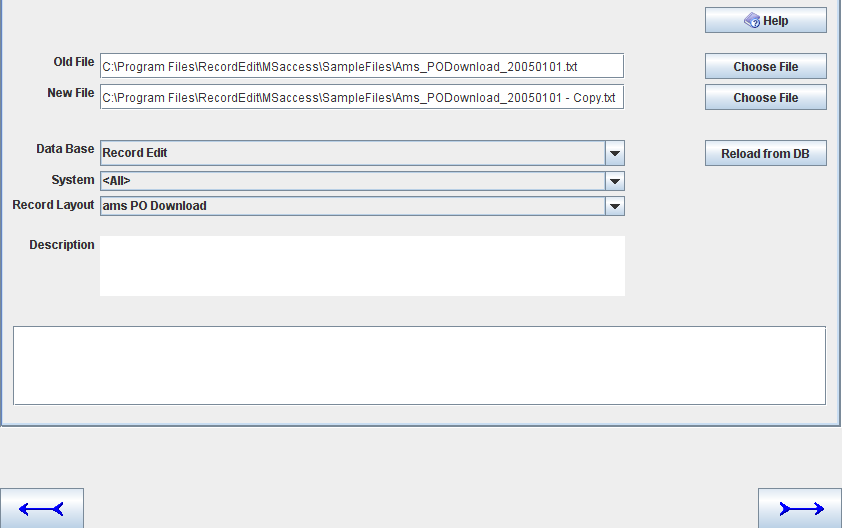 Help
Old File C:\Program Files\RecordEdit\MSaccess\SampleFiles\Ams_PODownload_20050101.txt Choose File
New File C:\Program Files\RecordEdit\MSaccess\SampleFiles\Ams_PODownload_20050101 - Copy.txt Choose File
Data Base Record Edit Reload from DB
System <All>
Record Layout ams PO Download
Description